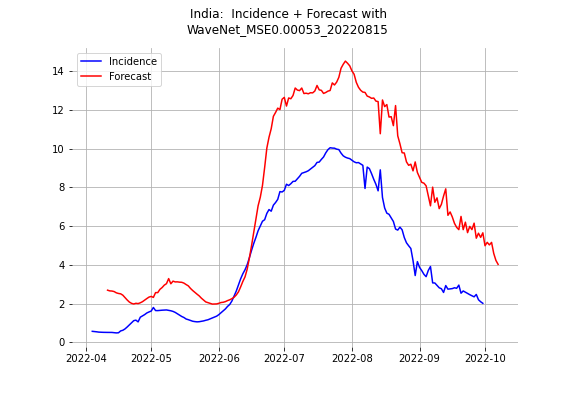 India:  Incidence + Forecast with
WaveNet_MSE0.00053_20220815
Incidence
Forecast
14
12
10
8
6
4
2
0
2022-04 2022-05 2022-06 2022-07 2022-08 2022-09 2022-10